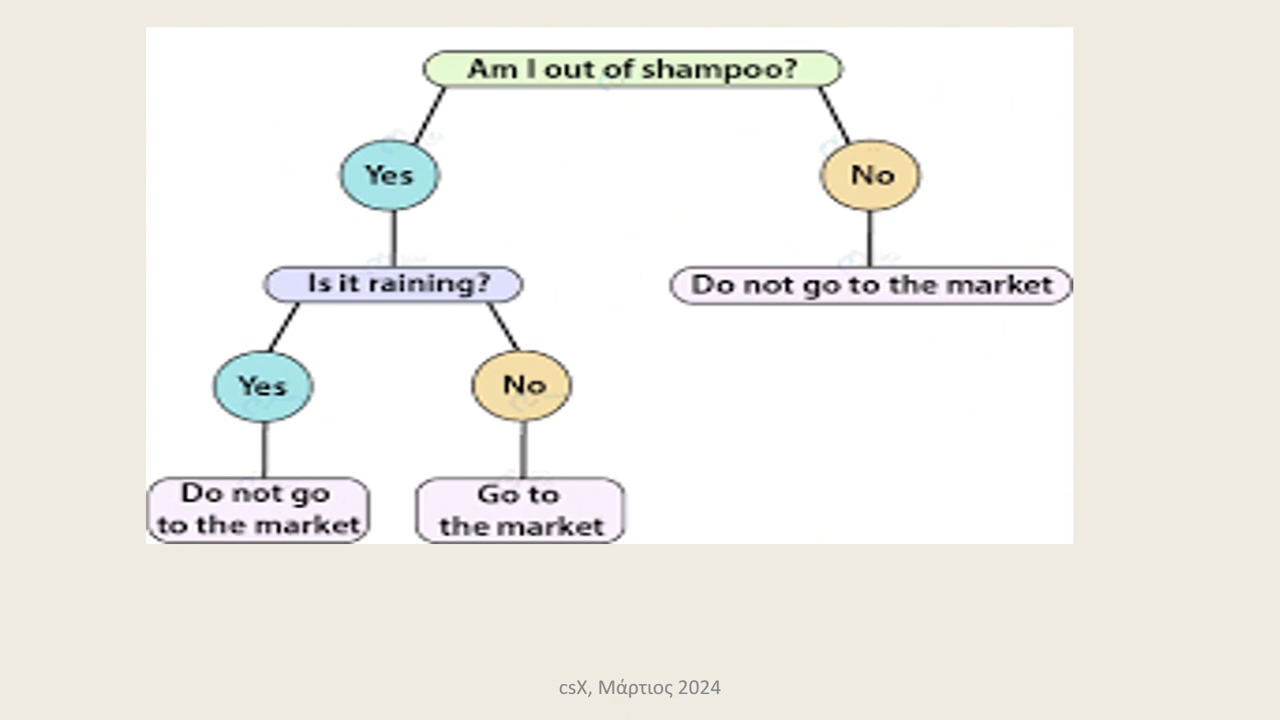 Am I out of shampoo?
Yes
No
Is it raining?
Do not go to the market
Yes
No
Do not go
to the market
Go to
the market
csX, Μάρτιος 2024